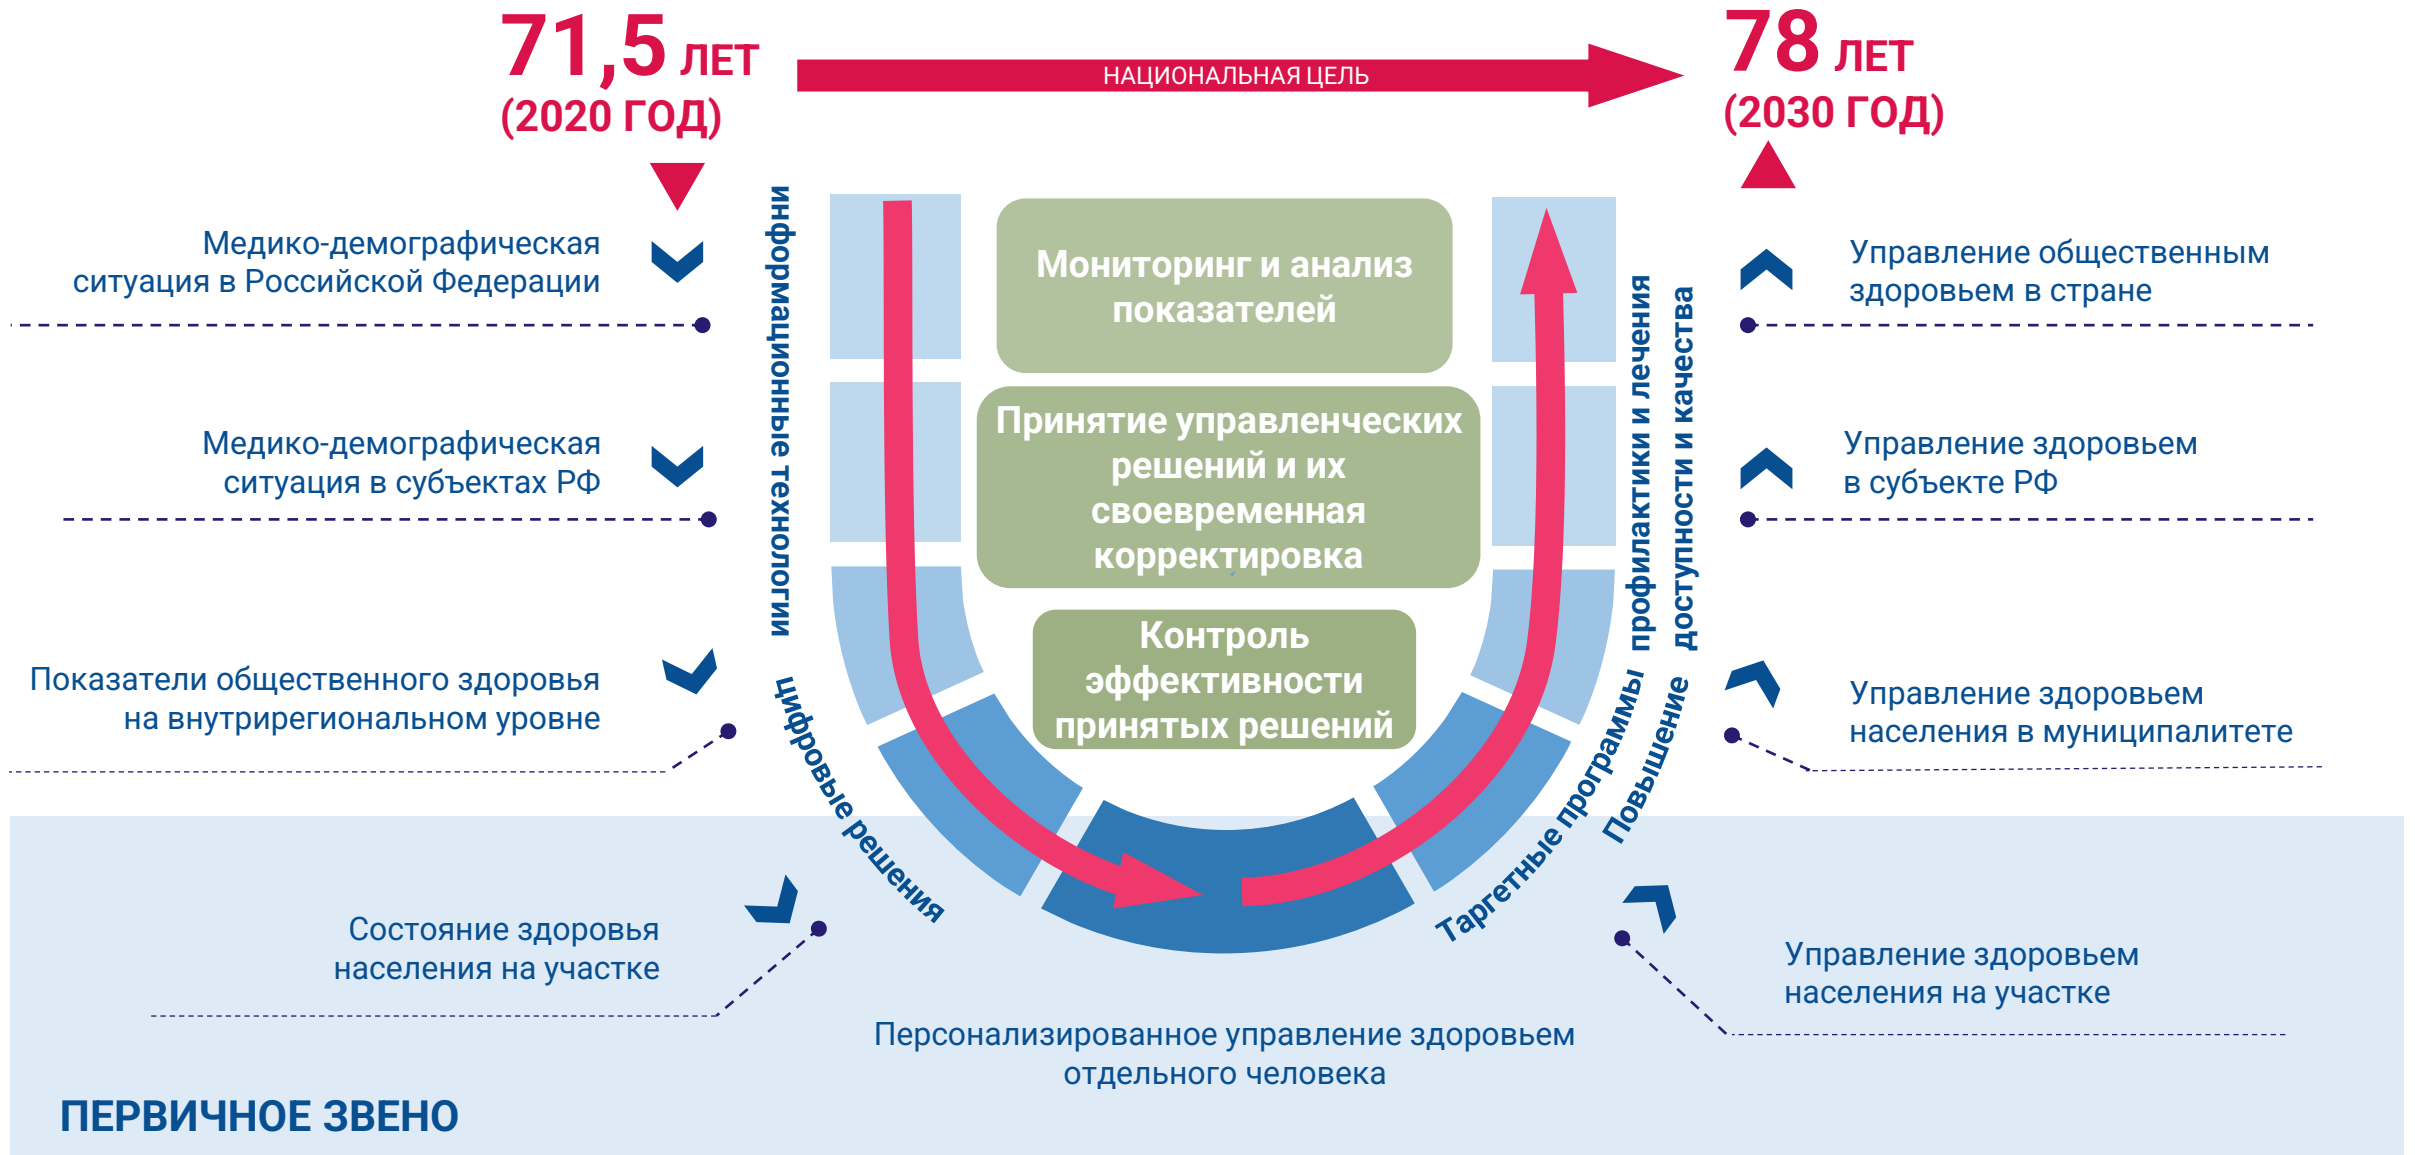 71,5 ЛЕТ
(2020 ГОД)
НАЦИОНАЛЬНАЯ ЦЕЛЬ
78 ЛЕТ
(2030 ГОД)
Медико-демографическая
ситуация в Российской Федерации
Медико-демографическая
ситуация в субъектах РФ
Показатели общественного здоровья
на внутрирегиональном уровне
Состояние здоровья
населения на участке
информационные технологии
цифровые решения
Мониторинг и анализ
показателей
Принятие управленческих
решений и их
своевременная
корректировка
Контроль
эффективности
принятых решений
Таргетные программы профилактики и лечения
Повышение доступности и качества
Управление общественным
здоровьем в стране
Управление здоровьем
в субъекте РФ
Управление здоровьем
населения в муниципалитете
Управление здоровьем
населения на участке
Персонализированное управление здоровьем
отдельного человека
ПЕРВИЧНОЕ ЗВЕНО